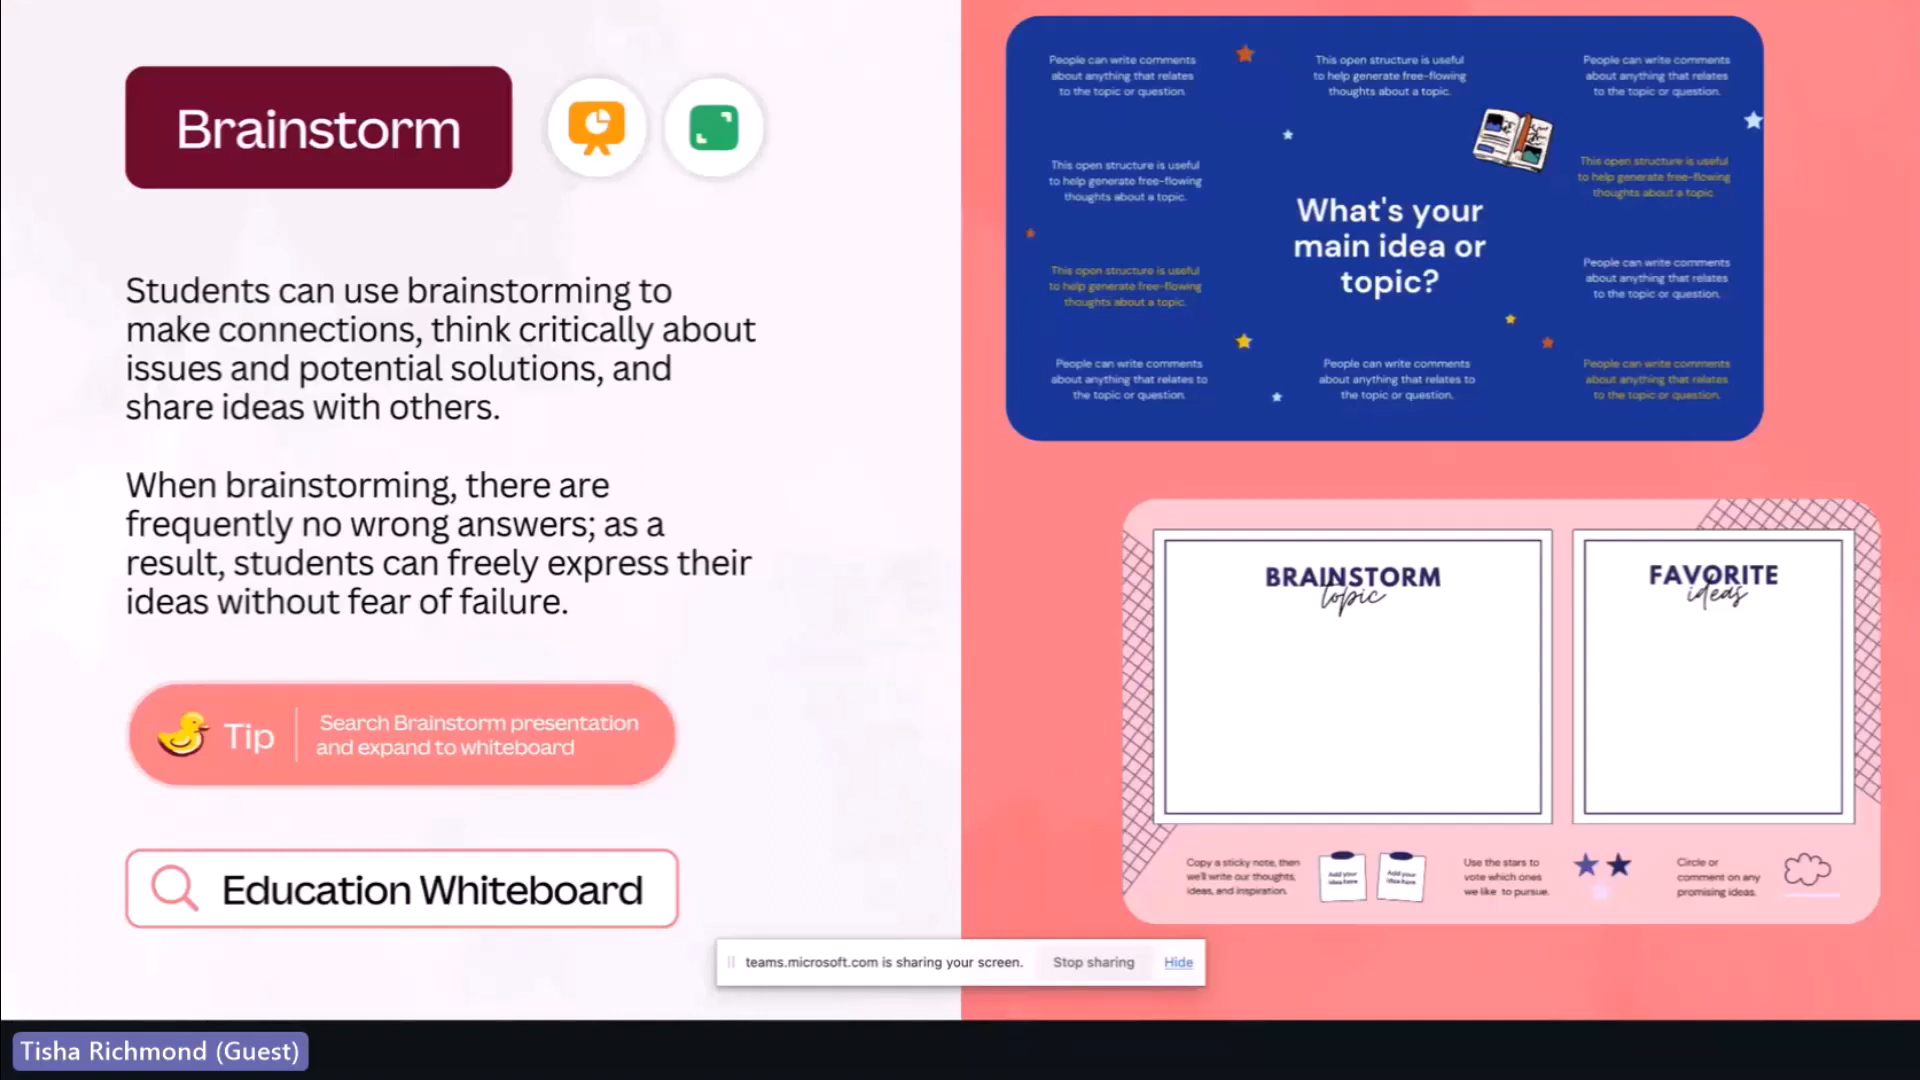 Brainstorm
Students can use brainstorming to
make connections, think critically about
issues and potential solutions, and
share ideas with others.
When brainstorming, there are
frequently no wrong answers; as a
result, students can freely express their
ideas without fear of failure.
Tip
Search Brainstorm presentation
and expand to whiteboard
Education Whiteboard
People can write comments
about anything that relates
to the topic or question.
This open structure is useful
to help generate free-flowing
thoughts about a topic.
People can write comments
about anything that relates
to the topic or question.
This open structure is useful
to help generate free-flowing
thoughts about a topic.
What's your
main idea or
topic?
This open structure is useful
to help generate free-flowing
thoughts about a topic
This open structure is useful
to help generate free-flowing
thoughts about a topic.
People can write comments
about anything that relates
to the topic or question.
People can write comments
about anything that relates to
the topic or question.
People can write comments
about anything that relates to
the topic or question.
People can write comments
about anything that relates
to the topic or question.
BRAINSTORM
topic
FAVORITE
ideas
Copy a sticky note, then
we'll write our thoughts,
ideas, and inspiration.
Add your
idea here
Add your
idea here
Use the stars to
vote which ones
we like to pursue.
Circle or
comment on any
promising ideas.
teams.microsoft.com is sharing your screen.
Stop sharing
Hide
Tisha Richmond (Guest)